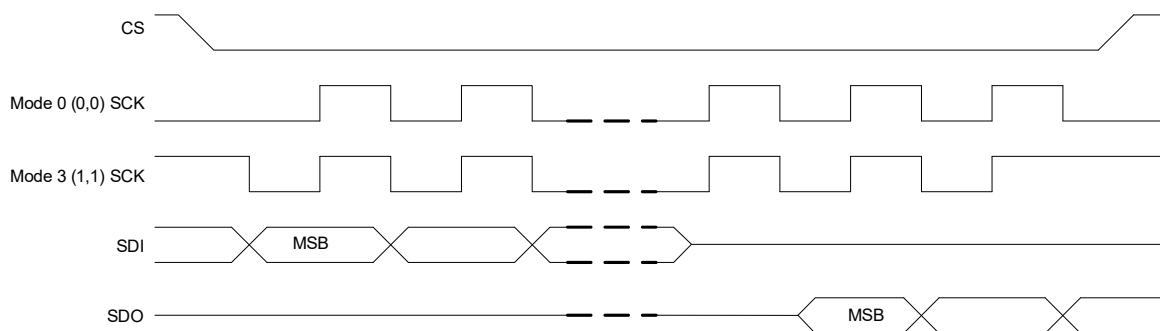 CS
Mode 0 (0,0) SCK
Mode 3 (1,1) SCK
SDI
MSB
SDO
MSB